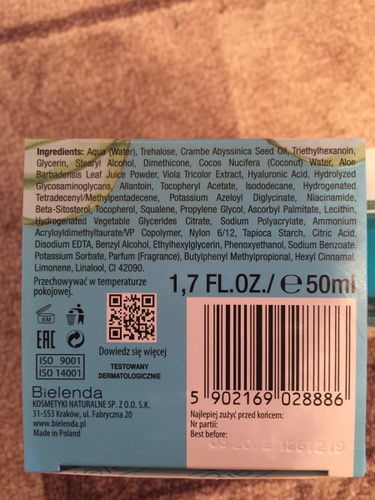 Ingredients: Aqua (Water), Trehalose, Crambe Abyssinica Seed Oil, Triethylhexanoin,
Glycerin, Stearyl Alcohol, Dimethicone, Cocos Nucifera (Coconut) Water, Aloe
Barbadensis Leaf Juice Powder, Viola Tricolor Extract, Hyaluronic Acid, Hydrolyzed
Glycosaminoglycans, Allantoin, Tocopheryl Acetate, Isododecane, Hydrogenated
Tetradecenyl/Methylpentadecene, Potassium Azeloyl Diglycinate, Niacinamide,
Beta-Sitosterol, Tocopherol, Squalene, Propylene Glycol, Ascorbyl Palmitate, Lecithin,
Hydrogenated Vegetable Glycerides Citrate, Sodium Polyacrylate, Ammonium
Acryloyldimethyltaurate/VP Copolymer, Nylon 6/12, Tapioca Starch, Citric Acid,
Disodium EDTA, Benzyl Alcohol, Ethylhexylglycerin, Phenoxyethanol, Sodium Benzoate,
Potassium Sorbate, Parfum (Fragrance), Butylphenyl Methylpropional, Hexyl Cinnamal,
Limonene, Linalool, CI 42090.
Przechowywać w temperaturze
pokojowej.
1,7 FL.OZ./ ℮ 50ml
6M
EAC
Dowiedz się więcej
ISO 9001
ISO 14001
TESTOWANY
DERMATOLOGICZNIE
Bielenda
KOSMETYKI NATURALNE SP. Z O.O. S.K.
31-553 Kraków, ul. Fabryczna 20
www.bielenda.pl
Made in Poland
5 902169 028886
Najlepiej zużyć przed końcem:
Nr partii:
Best before: